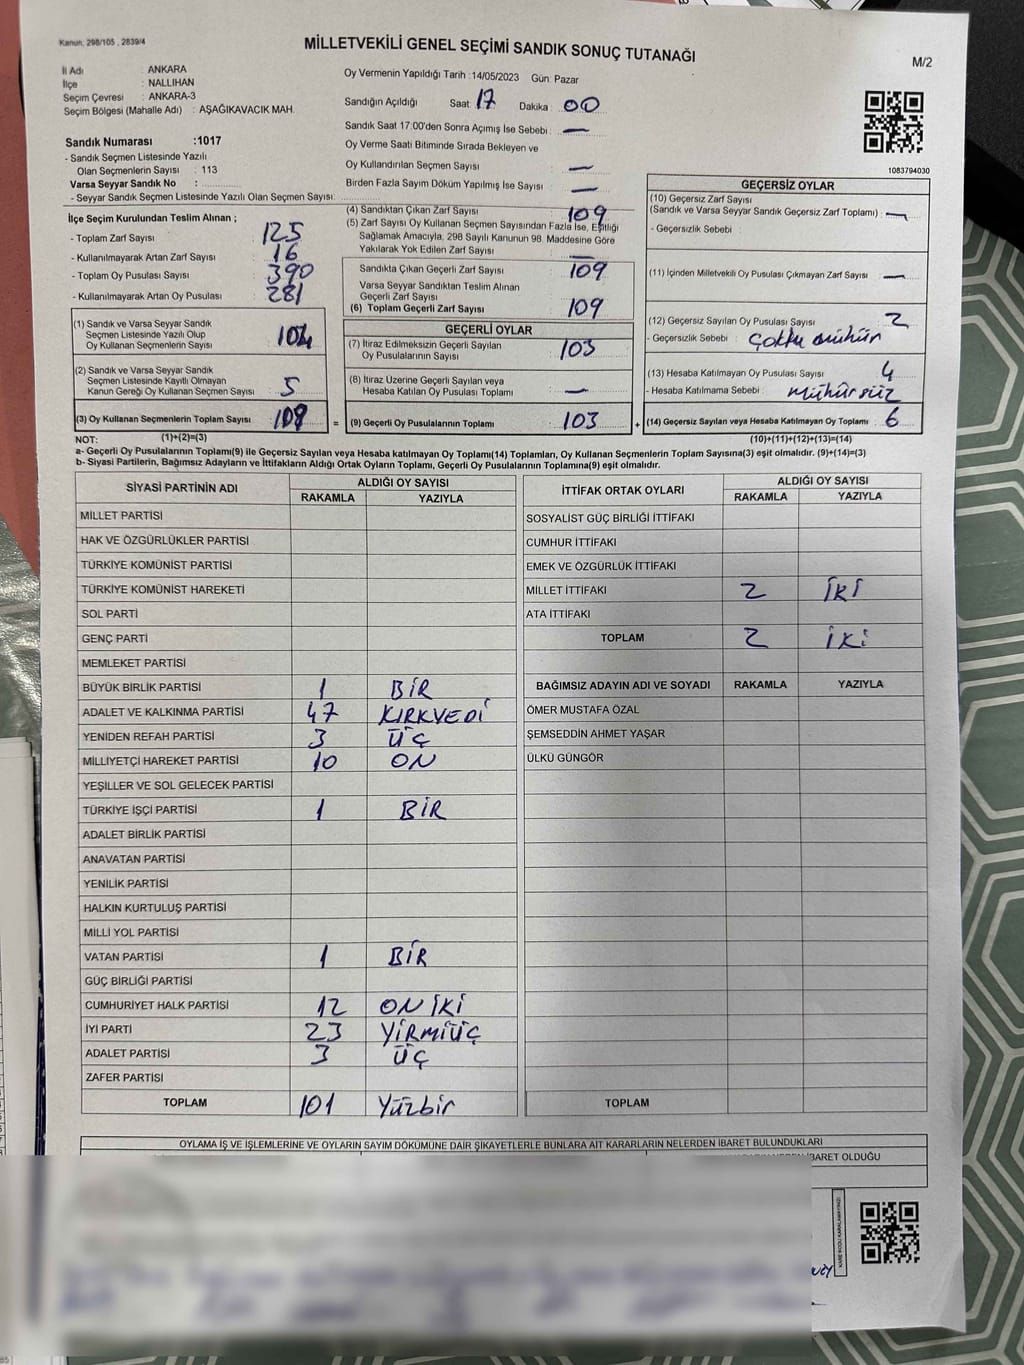 Kanun: 298/105 , 2839/4
MİLLETVEKİLİ GENEL SEÇİMİ SANDIK SONUÇ TUTANAĞI
M/2
İl Adı : ANKARA
İlçe : NALLIHAN
Seçim Çevresi : ANKARA-3
Seçim Bölgesi (Mahalle Adı) : AŞAĞIKAVACIK MAH.
Oy Vermenin Yapıldığı Tarih :14/05/2023 Gün: Pazar
Sandığın Açıldığı Saat: 17 Dakika : 00
Sandık Saat 17:00'den Sonra Açımış İse Sebebi : —
Oy Verme Saati Bitiminde Sırada Bekleyen ve
Oy Kullandırılan Seçmen Sayısı : —
Birden Fazla Sayım Döküm Yapılmış İse Sayısı : —
1083794030
Sandık Numarası :1017
- Sandık Seçmen Listesinde Yazılı
Olan Seçmenlerin Sayısı : 113
Varsa Seyyar Sandık No :
- Seyyar Sandık Seçmen Listesinde Yazılı Olan Seçmen Sayısı:
İlçe Seçim Kurulundan Teslim Alınan ;
- Toplam Zarf Sayısı : 125
- Kullanılmayarak Artan Zarf Sayısı : 16
- Toplam Oy Pusulası Sayısı : 390
- Kullanılmayarak Artan Oy Pusulası : 281
(1) Sandık ve Varsa Seyyar Sandık
Seçmen Listesinde Yazılı Olup
Oy Kullanan Seçmenlerin Sayısı : 104
(2) Sandık ve Varsa Seyyar Sandık
Seçmen Listesinde Kayıtlı Olmayan
Kanun Gereği Oy Kullanan Seçmen Sayısı : 5
(3) Oy Kullanan Seçmenlerin Toplam Sayısı : 109
(4) Sandıktan Çıkan Zarf Sayısı : 109
(5) Zarf Sayısı Oy Kullanan Seçmen Sayısından Fazla İse, Eşitliği
Sağlamak Amacıyla, 298 Sayılı Kanunun 98. Maddesine Göre
Yakılarak Yok Edilen Zarf Sayısı : —
Sandıkta Çıkan Geçerli Zarf Sayısı : 109
Varsa Seyyar Sandıktan Teslim Alınan
Geçerli Zarf Sayısı :
(6) Toplam Geçerli Zarf Sayısı : 109
GEÇERLİ OYLAR
(7) İtiraz Edilmeksizin Geçerli Sayılan
Oy Pusulalarının Sayısı : 103
(8) İtiraz Üzerine Geçerli Sayılan veya
Hesaba Katılan Oy Pusulası Toplamı : —
= (9) Geçerli Oy Pusulalarının Toplamı : 103 +
GEÇERSİZ OYLAR
(10) Geçersiz Zarf Sayısı
(Sandık ve Varsa Seyyar Sandık Geçersiz Zarf Toplamı) : —
- Geçersizlik Sebebi :
(11) İçinden Milletvekili Oy Pusulası Çıkmayan Zarf Sayısı : —
(12) Geçersiz Sayılan Oy Pusulası Sayısı : 2
- Geçersizlik Sebebi : Çoklu mühür
(13) Hesaba Katılmayan Oy Pusulası Sayısı : 4
- Hesaba Katılmama Sebebi : Mühürsüz
(14) Geçersiz Sayılan veya Hesaba Katılmayan Oy Toplamı : 6
NOT: (1)+(2)=(3) (10)+(11)+(12)+(13)=(14)
a- Geçerli Oy Pusulaları Toplamı(9) ile Geçersiz Sayılan veya Hesaba Katılmayan Oy Toplamı(14) Toplamları, Oy Kullanan Seçmenlerin Toplam Sayısına(3) eşit olmalıdır. (9)+(14)=(3)
b- Siyasi Partilerin, Bağımsız Adayların ve İttifakların Aldığı Ortak Oyların Toplamı, Geçerli Oy Pusulalarının Toplamına(9) eşit olmalıdır.
SİYASİ PARTİNİN ADI ALDIĞI OY SAYISI
RAKAMLA YAZIYLA
MİLLET PARTİSİ
HAK VE ÖZGÜRLÜKLER PARTİSİ
TÜRKİYE KOMÜNİST PARTİSİ
TÜRKİYE KOMÜNİST HAREKETİ
SOL PARTİ
GENÇ PARTİ
MEMLEKET PARTİSİ
BÜYÜK BİRLİK PARTİSİ 1 BİR
ADALET VE KALKINMA PARTİSİ 47 KIRKYEDİ
YENİDEN REFAH PARTİSİ 3 ÜÇ
MİLLİYETÇİ HAREKET PARTİSİ 10 ON
YEŞİLLER VE SOL GELECEK PARTİSİ
TÜRKİYE İŞÇİ PARTİSİ 1 BİR
ADALET BİRLİK PARTİSİ
ANAVATAN PARTİSİ
YENİLİK PARTİSİ
HALKIN KURTULUŞ PARTİSİ
MİLLİ YOL PARTİSİ
VATAN PARTİSİ 1 BİR
GÜÇ BİRLİĞİ PARTİSİ
CUMHURİYET HALK PARTİSİ 12 ON İKİ
İYİ PARTİ 23 YİRMİÜÇ
ADALET PARTİSİ 3 ÜÇ
ZAFER PARTİSİ
TOPLAM 101 Yüzbir
İTTİFAK ORTAK OYLARI ALDIĞI OY SAYISI
RAKAMLA YAZIYLA
SOSYALİST GÜÇ BİRLİĞİ İTTİFAKI
CUMHUR İTTİFAKI
EMEK VE ÖZGÜRLÜK İTTİFAKI
MİLLET İTTİFAKI 2 İKİ
ATA İTTİFAKI
TOPLAM 2 İKİ
BAĞIMSIZ ADAYIN ADI VE SOYADI RAKAMLA YAZIYLA
ÖMER MUSTAFA ÖZAL
ŞEMSEDDİN AHMET YAŞAR
ÜLKÜ GÜNGÖR
TOPLAM
OYLAMA İŞ VE İŞLEMLERİNE VE OYLARIN SAYIM DÖKÜMÜNE DAİR ŞİKAYETLERLE BUNLARA AİT KARARLARIN NELERDEN İBARET BULUNDUKLARI
İBARET OLDUĞU